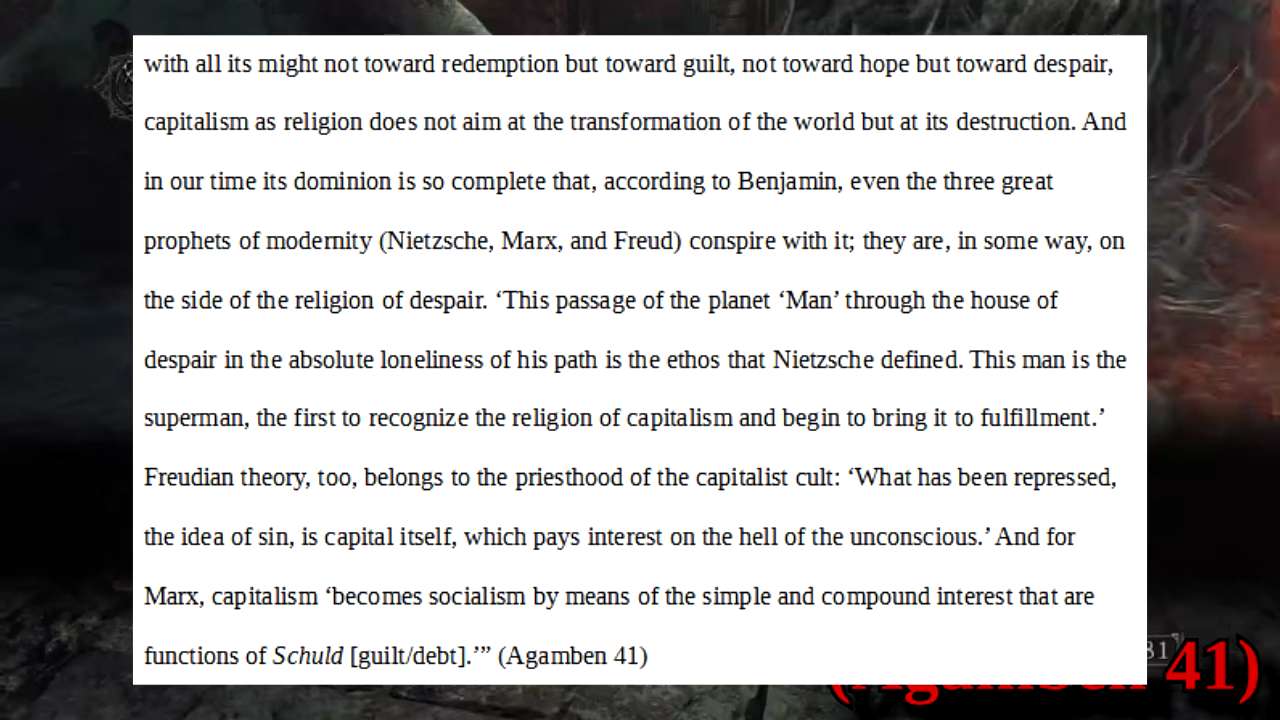 with all its might not toward redemption but toward guilt, not toward hope but toward despair,
capitalism as religion does not aim at the transformation of the world but at its destruction. And
in our time its dominion is so complete that, according to Benjamin, even the three great
prophets of modernity (Nietzsche, Marx, and Freud) conspire with it; they are, in some way, on
the side of the religion of despair. ‘This passage of the planet ‘Man’ through the house of
despair in the absolute loneliness of his path is the ethos that Nietzsche defined. This man is the
superman, the first to recognize the religion of capitalism and begin to bring it to fulfillment.’
Freudian theory, too, belongs to the priesthood of the capitalist cult: ‘What has been repressed,
the idea of sin, is capital itself, which pays interest on the hell of the unconscious.’ And for
Marx, capitalism ‘becomes socialism by means of the simple and compound interest that are
functions of Schuld [guilt/debt].’” (Agamben 41)
31
(Agamben 41)